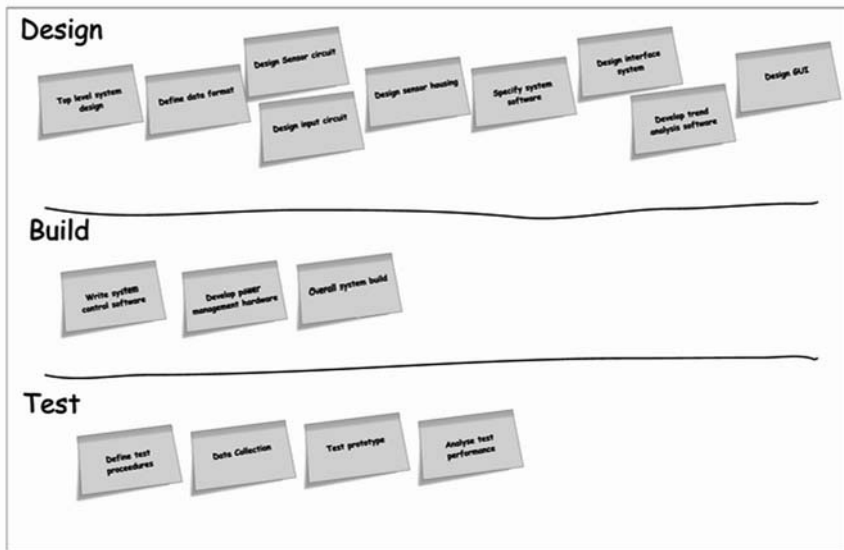 Design
Top level system
design
Define date format
Design Sensor circuit
Design input circuit
Design sensor housing
Specify system
software
Design interface
system
Develop trend
analysis software
Design GUI
Build
Write system
control software
Develop power
management hardware
Overall system build
Test
Define test
proceedures
Data Collection
Test prototype
Analyse test
performance